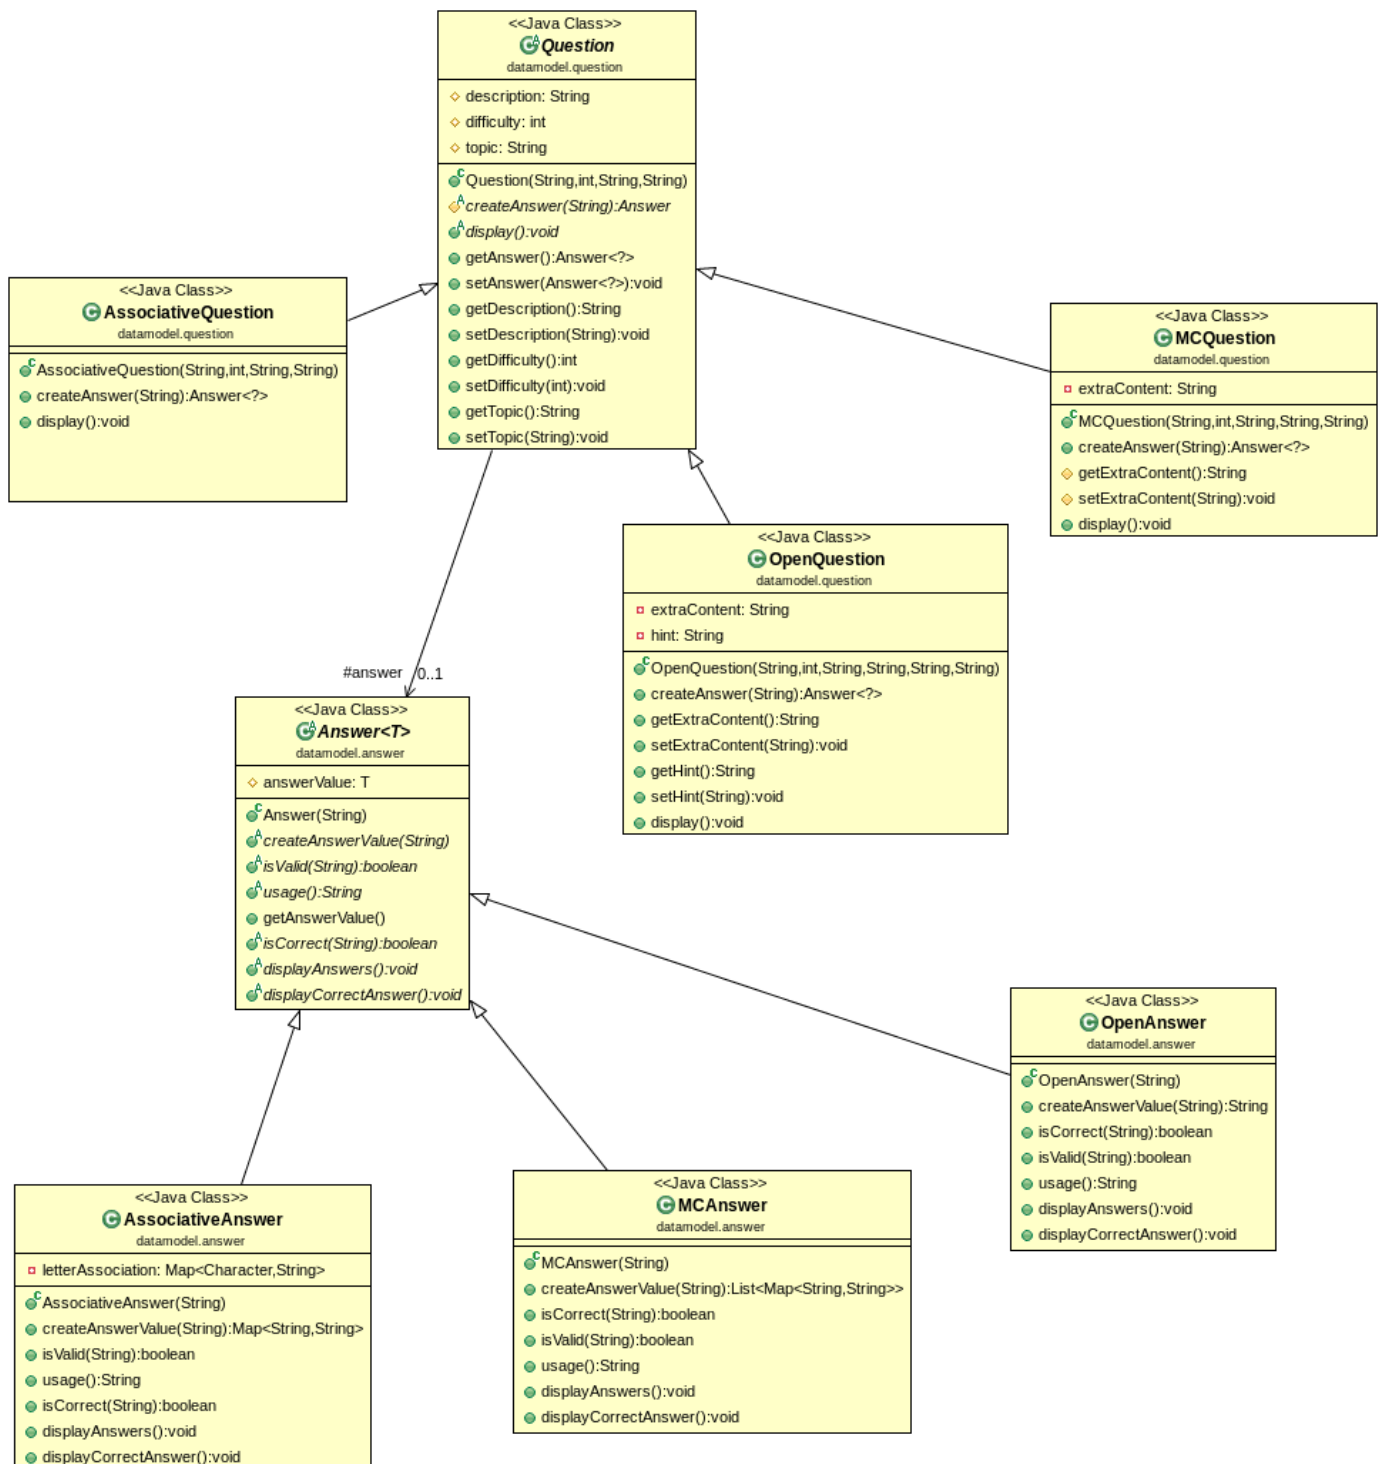 <<Java Class>>
Question
datamodel.question
description: String
difficulty: int
topic: String
Question(String,int,String,String)
createAnswer(String):Answer
display():void
getAnswer():Answer<?>
setAnswer(Answer<?>):void
getDescription():String
setDescription(String):void
getDifficulty():int
setDifficulty(int):void
getTopic():String
setTopic(String):void
<<Java Class>>
AssociativeQuestion
datamodel.question
AssociativeQuestion(String,int,String,String)
createAnswer(String):Answer<?>
display():void
<<Java Class>>
MCQuestion
datamodel.question
extraContent: String
MCQuestion(String,int,String,String,String)
createAnswer(String):Answer<?>
getExtraContent():String
setExtraContent(String):void
display():void
<<Java Class>>
OpenQuestion
datamodel.question
extraContent: String
hint: String
OpenQuestion(String,int,String,String,String,String)
createAnswer(String):Answer<?>
getExtraContent():String
setExtraContent(String):void
getHint():String
setHint(String):void
display():void
#answer 0..1
<<Java Class>>
Answer<T>
datamodel.answer
answerValue: T
Answer(String)
createAnswerValue(String)
isValid(String):boolean
usage():String
getAnswerValue()
isCorrect(String):boolean
displayAnswers():void
displayCorrectAnswer():void
<<Java Class>>
OpenAnswer
datamodel.answer
OpenAnswer(String)
createAnswerValue(String):String
isCorrect(String):boolean
isValid(String):boolean
usage():String
displayAnswers():void
displayCorrectAnswer():void
<<Java Class>>
AssociativeAnswer
datamodel.answer
letterAssociation: Map<Character,String>
AssociativeAnswer(String)
createAnswerValue(String):Map<String,String>
isValid(String):boolean
usage():String
isCorrect(String):boolean
displayAnswers():void
displayCorrectAnswer():void
<<Java Class>>
MCAnswer
datamodel.answer
MCAnswer(String)
createAnswerValue(String):List<Map<String,String>>
isCorrect(String):boolean
isValid(String):boolean
usage():String
displayAnswers():void
displayCorrectAnswer():void